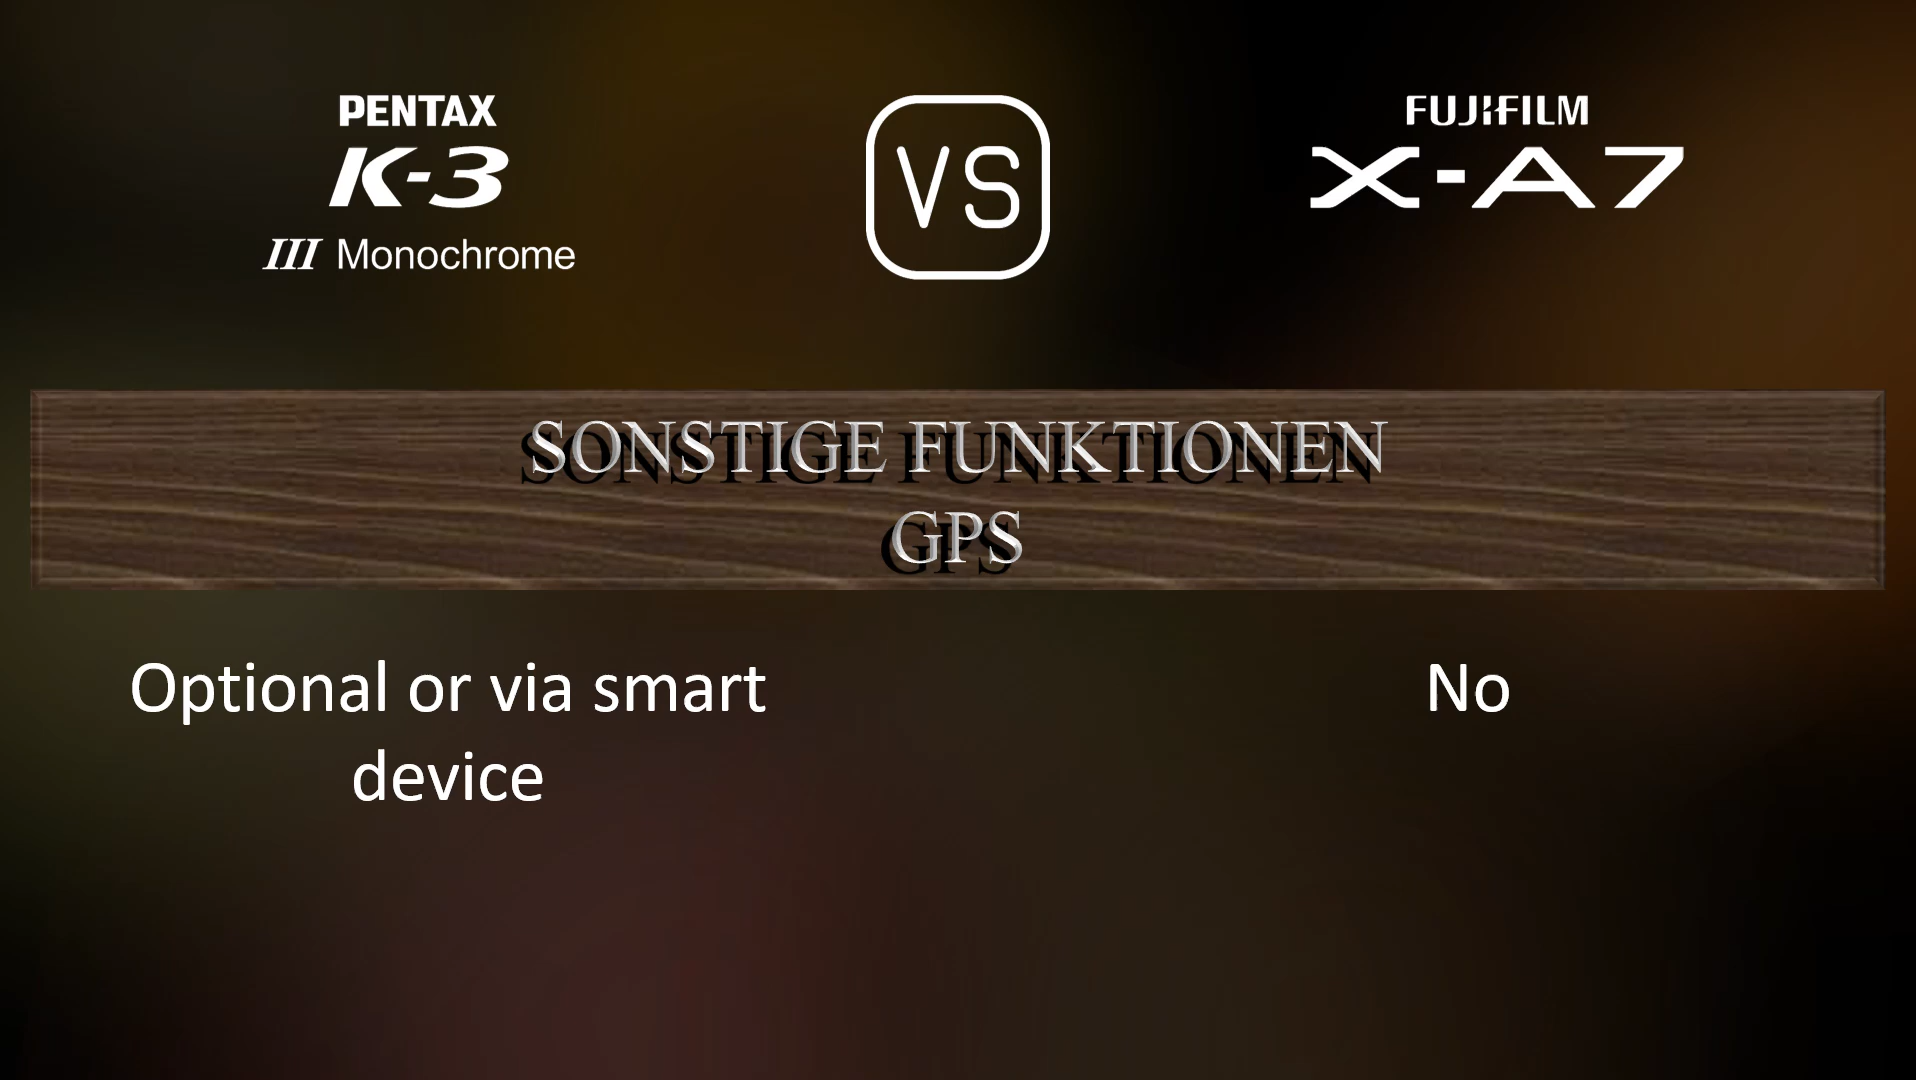 PENTAX
K-3
III Monochrome
VS
FUJIFILM
X-A7
SONSTIGE FUNKTIONEN
GPS
Optional or via smart
device
No